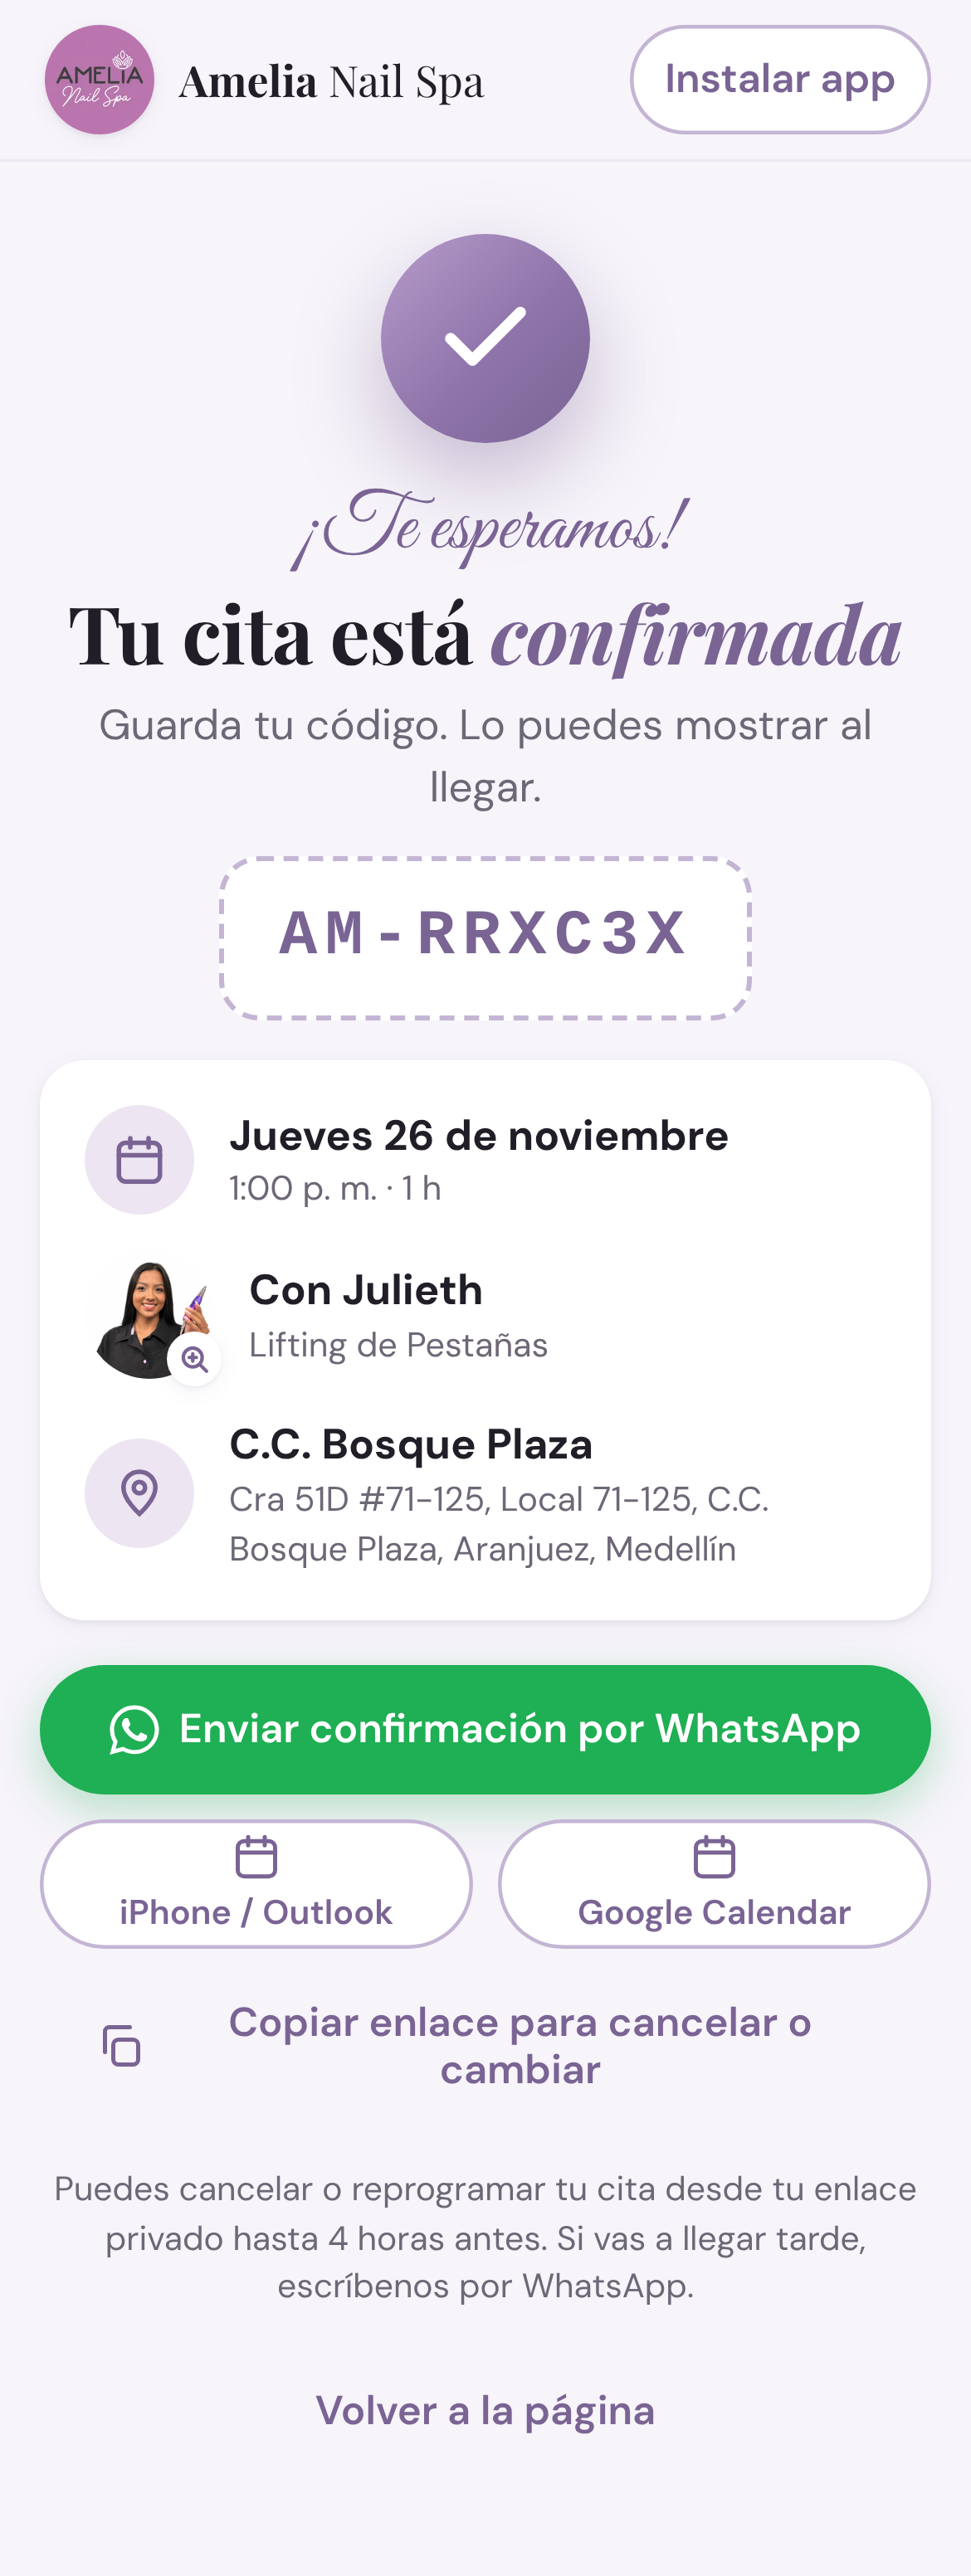 AMELIA
Nail Spa
Amelia Nail Spa
Instalar app
¡Te esperamos!
Tu cita está confirmada
Guarda tu código. Lo puedes mostrar al
llegar.
AM-RRXC3X
Jueves 26 de noviembre
1:00 p. m. · 1 h
Con Julieth
Lifting de Pestañas
C.C. Bosque Plaza
Cra 51D #71-125, Local 71-125, C.C.
Bosque Plaza, Aranjuez, Medellín
Enviar confirmación por WhatsApp
iPhone / Outlook
Google Calendar
Copiar enlace para cancelar o
cambiar
Puedes cancelar o reprogramar tu cita desde tu enlace
privado hasta 4 horas antes. Si vas a llegar tarde,
escríbenos por WhatsApp.
Volver a la página